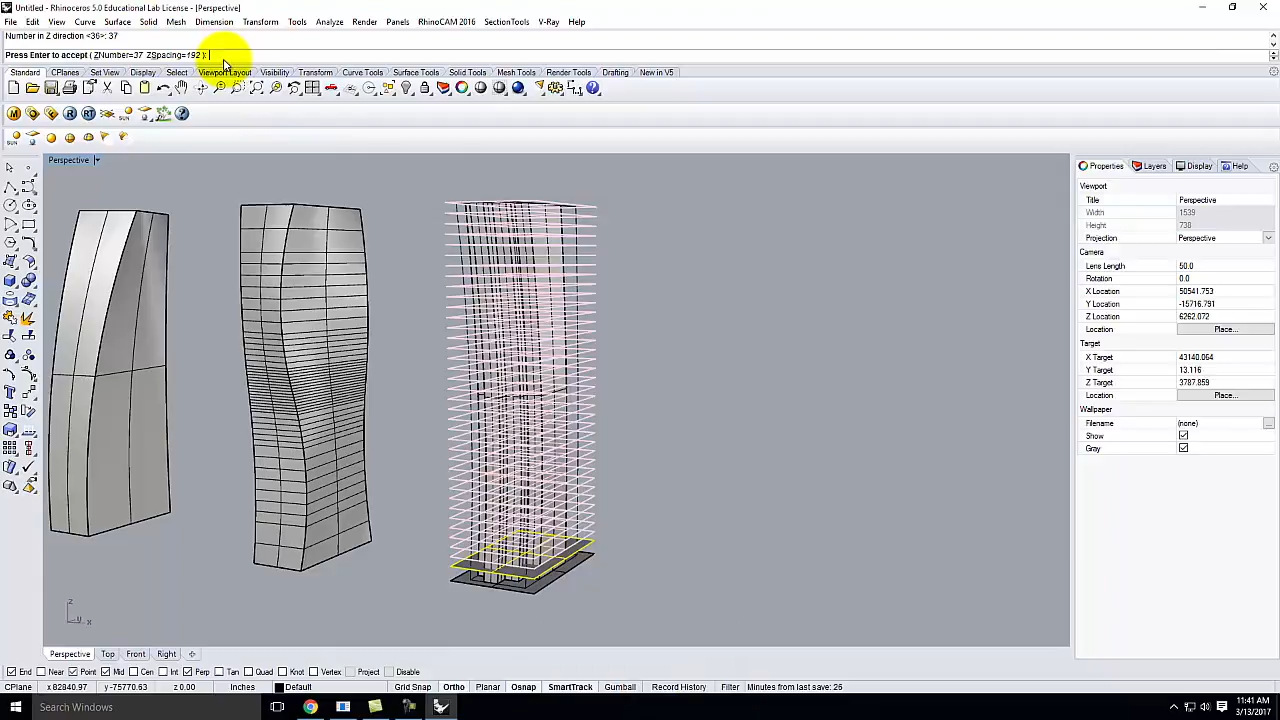 Untitled - Rhinoceros 5.0 Educational Lab License - [Perspective]
File Edit View Curve Surface Solid Mesh Dimension Transform Tools Analyze Render Panels RhinoCAM 2016 SectionTools V-Ray Help
Number in Z direction <36>: 37
Press Enter to accept ( ZNumber=37 ZSpacing=192 ):
Standard CPlanes Set View Display Select Viewport Layout Visibility Transform Curve Tools Surface Tools Solid Tools Mesh Tools Render Tools Drafting New in V5
Perspective
Properties Layers Display Help
Viewport
Title Perspective
Width 1539
Height 736
Projection Perspective
Camera
Lens Length 50.0
Rotation 0.0
X Location 50541.753
Y Location -15716.791
Z Location 6262.072
Location Place...
Target
X Target 43140.064
Y Target 13.116
Z Target 3787.859
Location Place...
Wallpaper
Filename (none) ...
Show
Gray
z
y x
Perspective Top Front Right
End Near Point Mid Cen Int Perp Tan Quad Knot Vertex Project Disable
CPlane x 82840.97 y -75770.63 z 0.00 Inches Default Grid Snap Ortho Planar Osnap SmartTrack Gumball Record History Filter Minutes from last save: 26
Search Windows
11:41 AM
3/13/2017